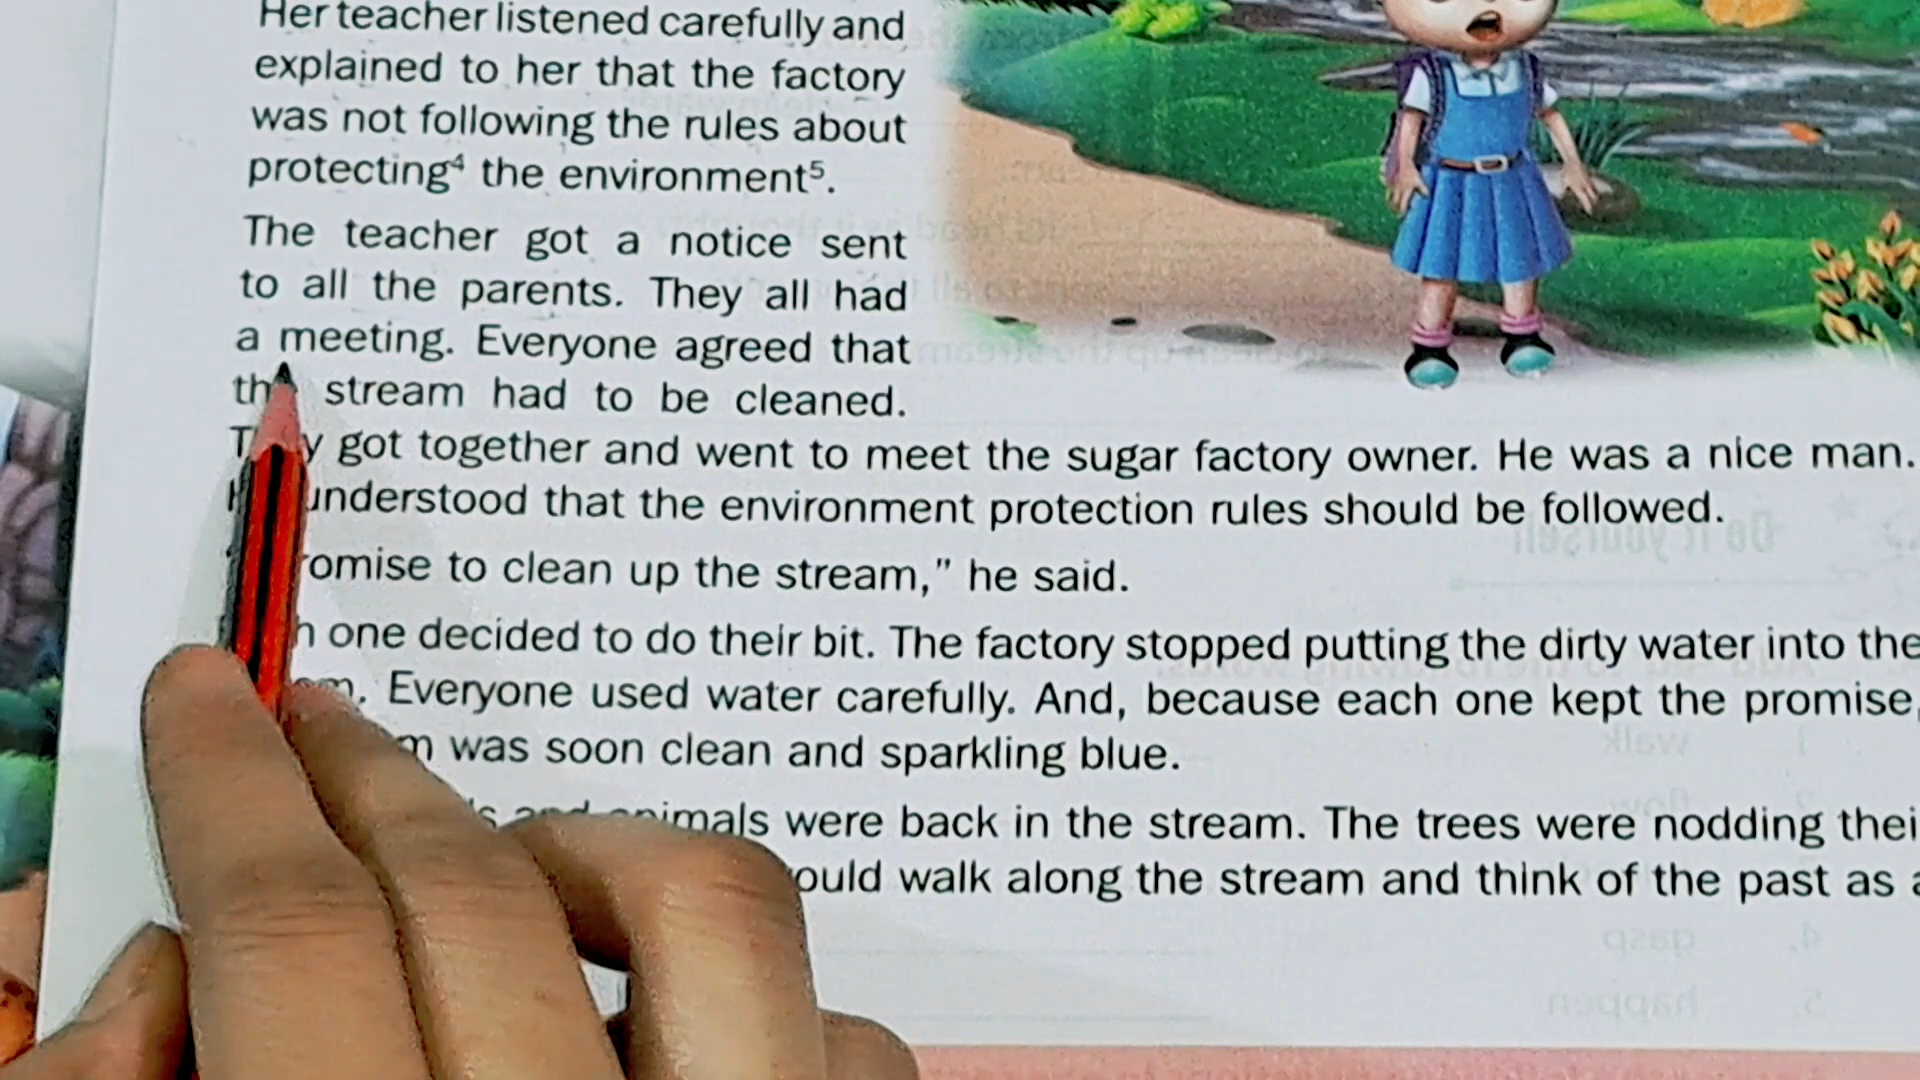 Her teacher listened carefully and
explained to her that the factory
was not following the rules about
protecting⁴ the environment⁵.
The teacher got a notice sent
to all the parents. They all had
a meeting. Everyone agreed that
stream had to be cleaned.
got together and went to meet the sugar factory owner. He was a nice man.
understood that the environment protection rules should be followed.
to clean up the stream,” he said.
one decided to do their bit. The factory stopped putting the dirty water into the
Everyone used water carefully. And, because each one kept the promise,
was soon clean and sparkling blue.
were back in the stream. The trees were nodding
walk along the stream and think of the past as